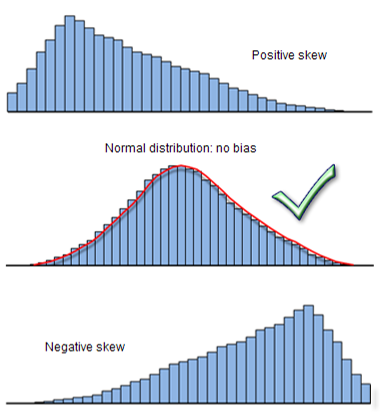 Positive skew
Normal distribution: no bias
Negative skew